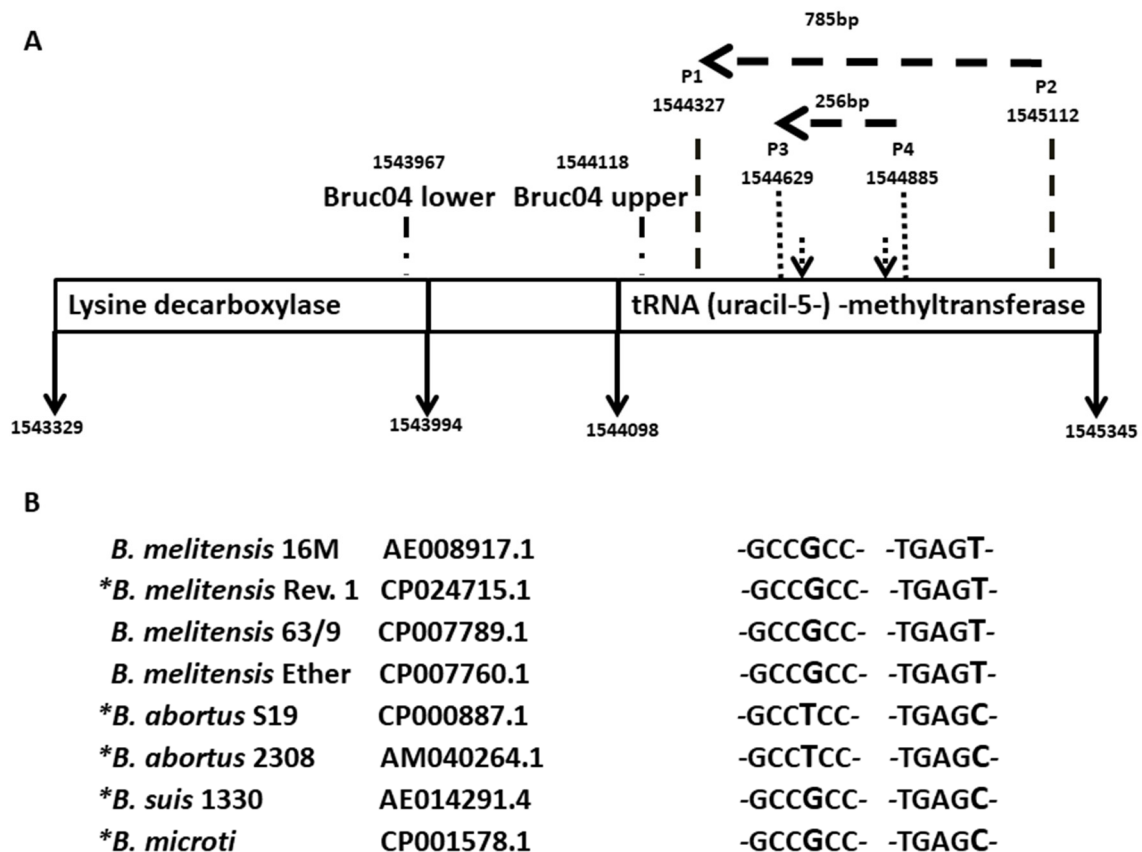 A
785bp
P1
1544327
P2
1545112
256bp
P3
1544629
P4
1544885
1543967
Bruc04 lower
1544118
Bruc04 upper
Lysine decarboxylase
tRNA (uracil-5-) -methyltransferase
1543329
1543994
1544098
1545345
B
B. melitensis 16M AE008917.1 -GCCGCC- -TGAGT-
*B. melitensis Rev. 1 CP024715.1 -GCCGCC- -TGAGT-
B. melitensis 63/9 CP007789.1 -GCCGCC- -TGAGT-
B. melitensis Ether CP007760.1 -GCCGCC- -TGAGT-
*B. abortus S19 CP000887.1 -GCCTCC- -TGAGC-
*B. abortus 2308 AM040264.1 -GCCTCC- -TGAGC-
*B. suis 1330 AE014291.4 -GCCGCC- -TGAGC-
*B. microti CP001578.1 -GCCGCC- -TGAGC-